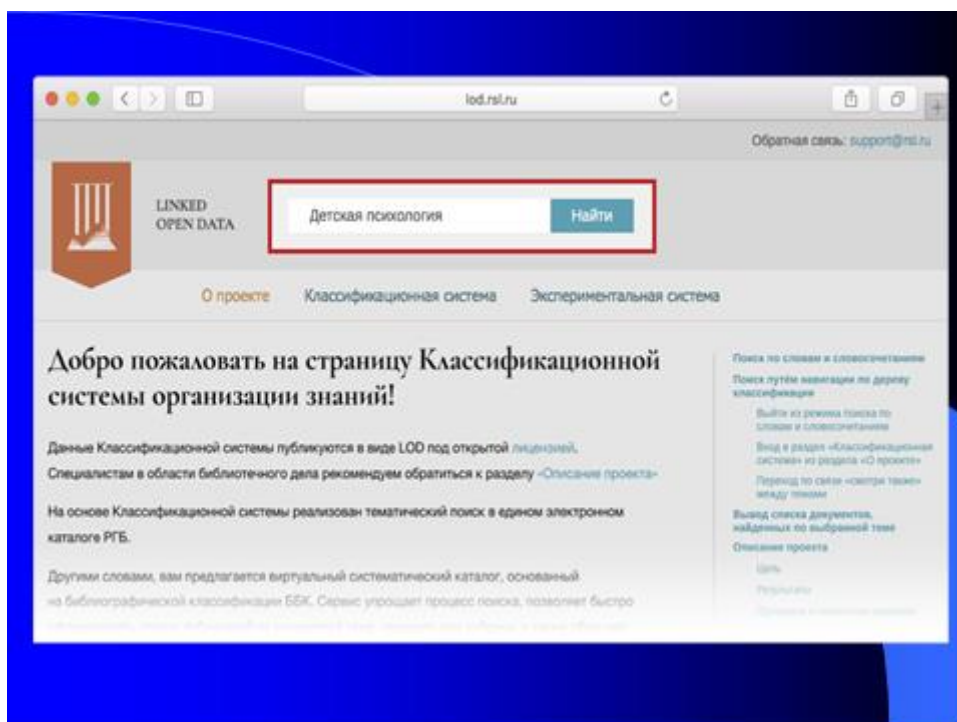 lod.rsl.ru
Обратная связь: support@rsl.ru
LINKED
OPEN DATA
Детская психология
Найти
О проекте
Классификационная система
Экспериментальная система
Добро пожаловать на страницу Классификационной
системы организации знаний!
Данные Классификационной системы публикуются в виде LOD под открытой лицензией.
Специалистам в области библиотечного дела рекомендуем обратиться к разделу «Описание проекта»
На основе Классификационной системы реализован тематический поиск в едином электронном
каталоге РГБ.
Другими словами, вам предлагается виртуальный систематический каталог, основанный
на библиографической классификации ББК. Сервис упрощает процесс поиска, позволяет быстро
Поиск по словам и словосочетаниям
Поиск путём навигации по дереву
классификации
Выйти из режима поиска по
словам и словосочетаниям
Вход в раздел «Классификационная
система» из раздела «О проекте»
Переход по связи «смотри также»
между темами
Вывод списка документов,
найденных по выбранной теме
Описание проекта
Цель
Результаты